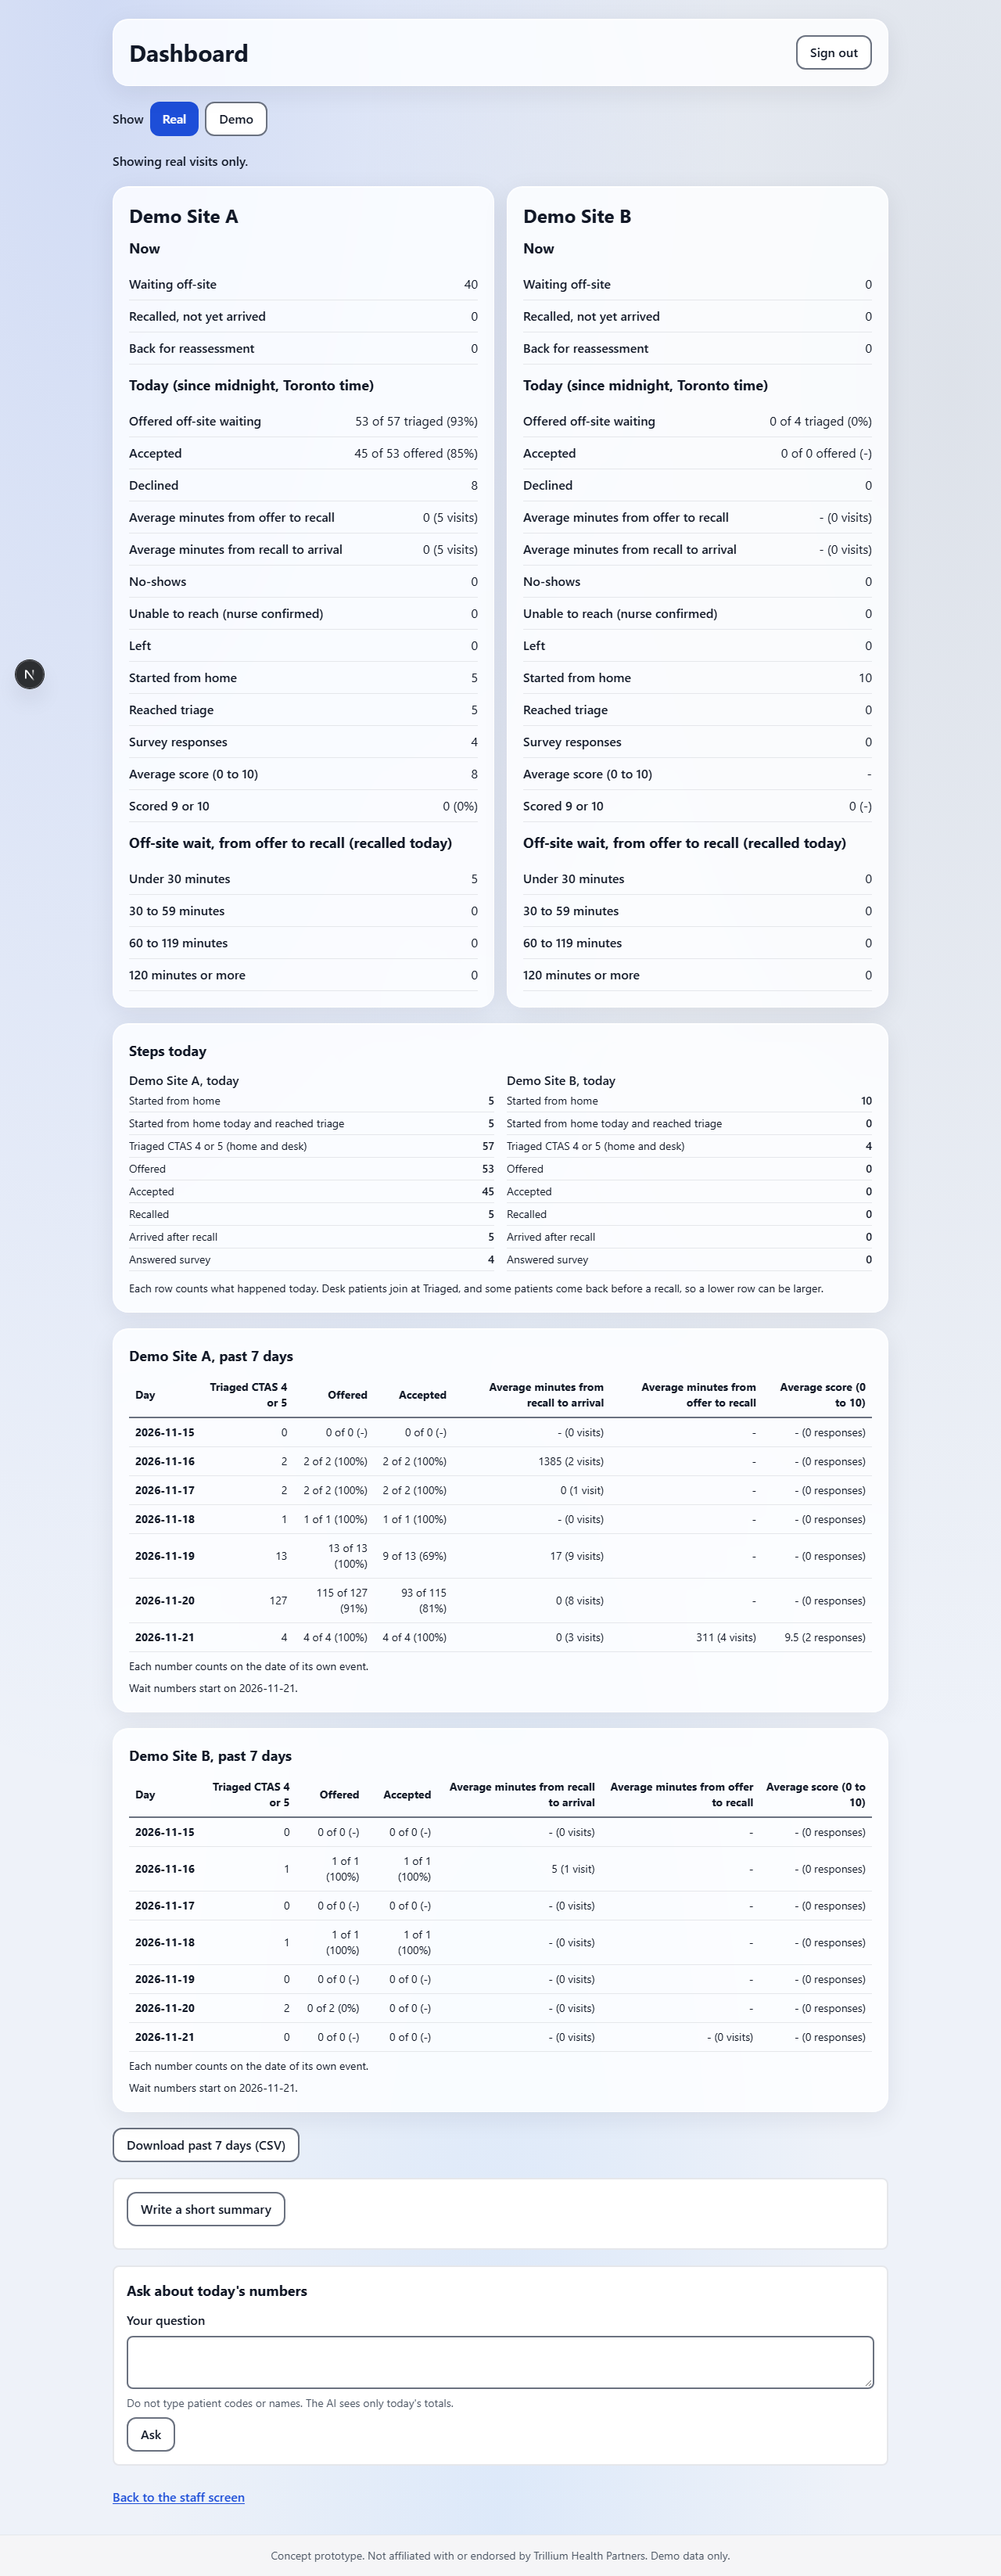 Dashboard
Sign out
Show Real Demo
Showing real visits only.
Demo Site A
Now
Waiting off-site 40
Recalled, not yet arrived 0
Back for reassessment 0
Today (since midnight, Toronto time)
Offered off-site waiting 53 of 57 triaged (93%)
Accepted 45 of 53 offered (85%)
Declined 8
Average minutes from offer to recall 0 (5 visits)
Average minutes from recall to arrival 0 (5 visits)
No-shows 0
Unable to reach (nurse confirmed) 0
Left 0
Started from home 5
Reached triage 5
Survey responses 4
Average score (0 to 10) 8
Scored 9 or 10 0 (0%)
Off-site wait, from offer to recall (recalled today)
Under 30 minutes 5
30 to 59 minutes 0
60 to 119 minutes 0
120 minutes or more 0
Demo Site B
Now
Waiting off-site 0
Recalled, not yet arrived 0
Back for reassessment 0
Today (since midnight, Toronto time)
Offered off-site waiting 0 of 4 triaged (0%)
Accepted 0 of 0 offered (-)
Declined 0
Average minutes from offer to recall - (0 visits)
Average minutes from recall to arrival - (0 visits)
No-shows 0
Unable to reach (nurse confirmed) 0
Left 0
Started from home 10
Reached triage 0
Survey responses 0
Average score (0 to 10) -
Scored 9 or 10 0 (-)
Off-site wait, from offer to recall (recalled today)
Under 30 minutes 0
30 to 59 minutes 0
60 to 119 minutes 0
120 minutes or more 0
N
Steps today
Demo Site A, today
Started from home 5
Started from home today and reached triage 5
Triaged CTAS 4 or 5 (home and desk) 57
Offered 53
Accepted 45
Recalled 5
Arrived after recall 5
Answered survey 4
Demo Site B, today
Started from home 10
Started from home today and reached triage 0
Triaged CTAS 4 or 5 (home and desk) 4
Offered 0
Accepted 0
Recalled 0
Arrived after recall 0
Answered survey 0
Each row counts what happened today. Desk patients join at Triaged, and some patients come back before a recall, so a lower row can be larger.
Demo Site A, past 7 days
Day Triaged CTAS 4 or 5 Offered Accepted Average minutes from recall to arrival Average minutes from offer to recall Average score (0 to 10)
2026-11-15 0 0 of 0 (-) 0 of 0 (-) - (0 visits) - - (0 responses)
2026-11-16 2 2 of 2 (100%) 2 of 2 (100%) 1385 (2 visits) - - (0 responses)
2026-11-17 2 2 of 2 (100%) 2 of 2 (100%) 0 (1 visit) - - (0 responses)
2026-11-18 1 1 of 1 (100%) 1 of 1 (100%) - (0 visits) - - (0 responses)
2026-11-19 13 13 of 13 (100%) 9 of 13 (69%) 17 (9 visits) - - (0 responses)
2026-11-20 127 115 of 127 (91%) 93 of 115 (81%) 0 (8 visits) - - (0 responses)
2026-11-21 4 4 of 4 (100%) 4 of 4 (100%) 0 (3 visits) 311 (4 visits) 9.5 (2 responses)
Each number counts on the date of its own event.
Wait numbers start on 2026-11-21.
Demo Site B, past 7 days
Day Triaged CTAS 4 or 5 Offered Accepted Average minutes from recall to arrival Average minutes from offer to recall Average score (0 to 10)
2026-11-15 0 0 of 0 (-) 0 of 0 (-) - (0 visits) - - (0 responses)
2026-11-16 1 1 of 1 (100%) 1 of 1 (100%) 5 (1 visit) - - (0 responses)
2026-11-17 0 0 of 0 (-) 0 of 0 (-) - (0 visits) - - (0 responses)
2026-11-18 1 1 of 1 (100%) 1 of 1 (100%) - (0 visits) - - (0 responses)
2026-11-19 0 0 of 0 (-) 0 of 0 (-) - (0 visits) - - (0 responses)
2026-11-20 2 0 of 2 (0%) 0 of 0 (-) - (0 visits) - - (0 responses)
2026-11-21 0 0 of 0 (-) 0 of 0 (-) - (0 visits) - (0 visits) - (0 responses)
Each number counts on the date of its own event.
Wait numbers start on 2026-11-21.
Download past 7 days (CSV)
Write a short summary
Ask about today's numbers
Your question
Do not type patient codes or names. The AI sees only today's totals.
Ask
Back to the staff screen
Concept prototype. Not affiliated with or endorsed by Trillium Health Partners. Demo data only.